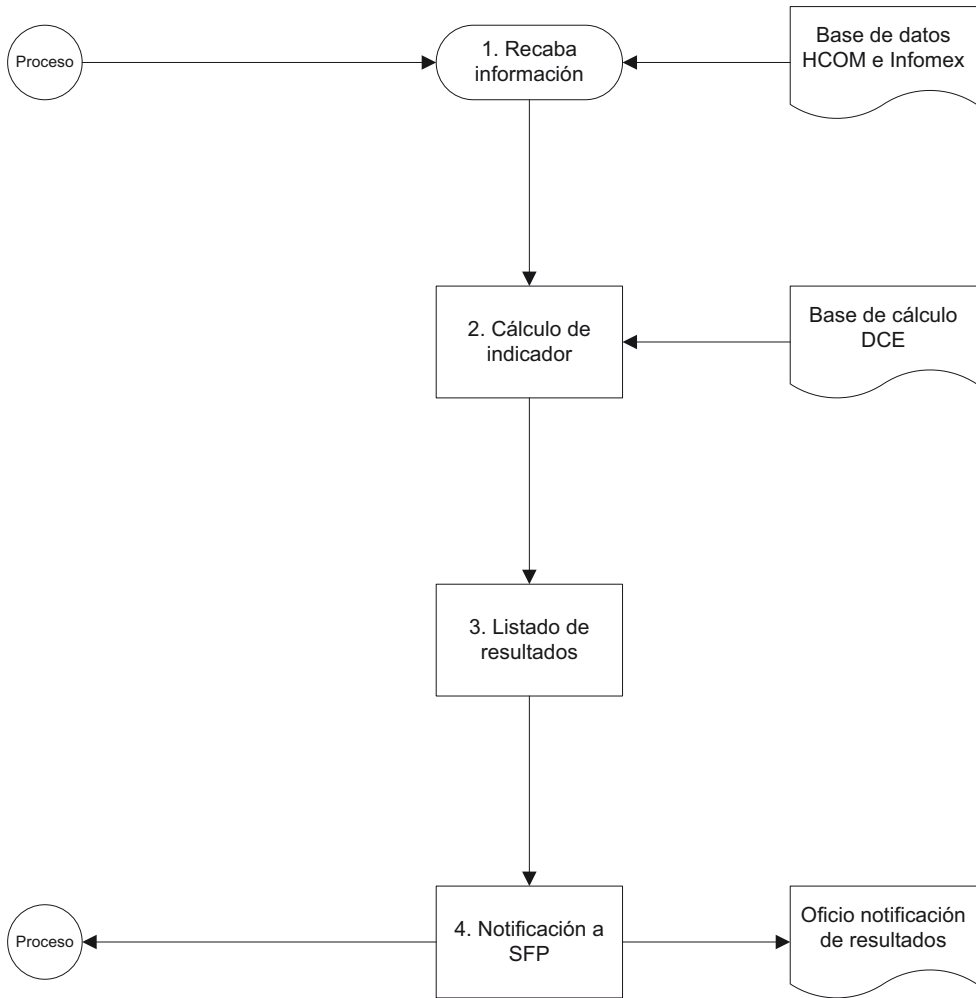 Proceso
1. Recaba
información
Base de datos
HCOM e Infomex
2. Cálculo de
indicador
Base de cálculo
DCE
3. Listado de
resultados
Proceso
4. Notificación a
SFP
Oficio notificación
de resultados